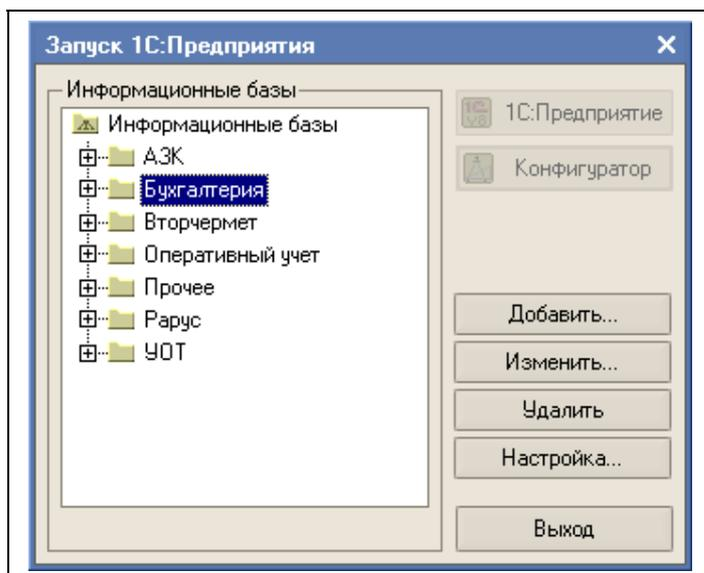 Запуск 1С:Предприятия
Информационные базы
Информационные базы
АЗК
Бухгалтерия
Вторчермет
Оперативный учет
Прочее
Рарус
УОТ
1С:Предприятие
Конфигуратор
Добавить...
Изменить...
Удалить
Настройка...
Выход